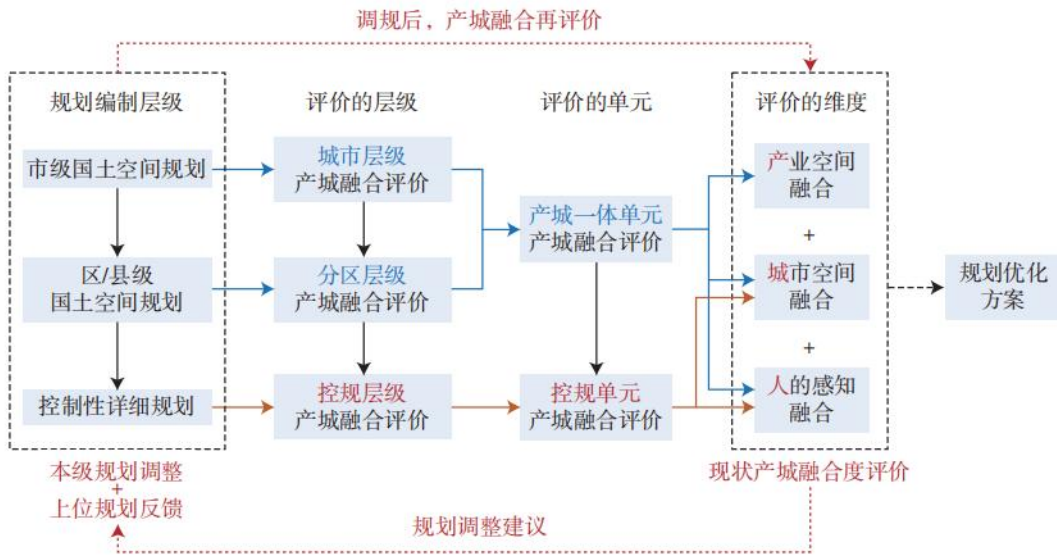 调规后，产城融合再评价
规划编制层级
评价的层级
评价的单元
评价的维度
市级国土空间规划
城市层级
产城融合评价
产城一体单元
产城融合评价
产业空间
融合
+
区/县级
国土空间规划
分区层级
产城融合评价
城市空间
融合
规划优化
方案
+
控制性详细规划
控规层级
产城融合评价
控规单元
产城融合评价
人的感知
融合
本级规划调整
+
上位规划反馈
现状产城融合度评价
规划调整建议